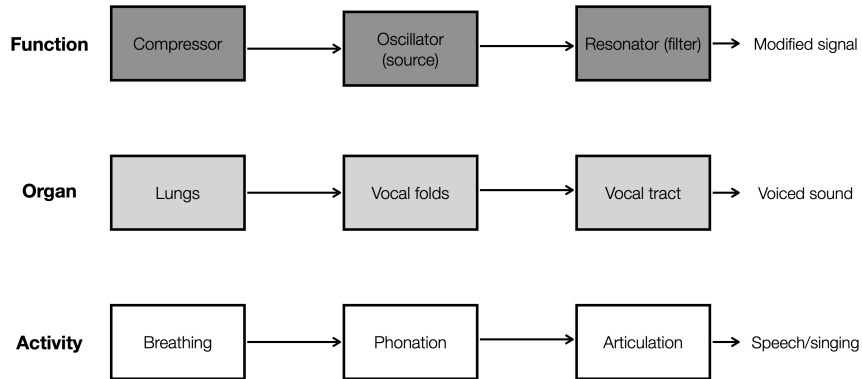 Function
Compressor
Oscillator
(source)
Resonator (filter)
Modified signal
Organ
Lungs
Vocal folds
Vocal tract
Voiced sound
Activity
Breathing
Phonation
Articulation
Speech/singing